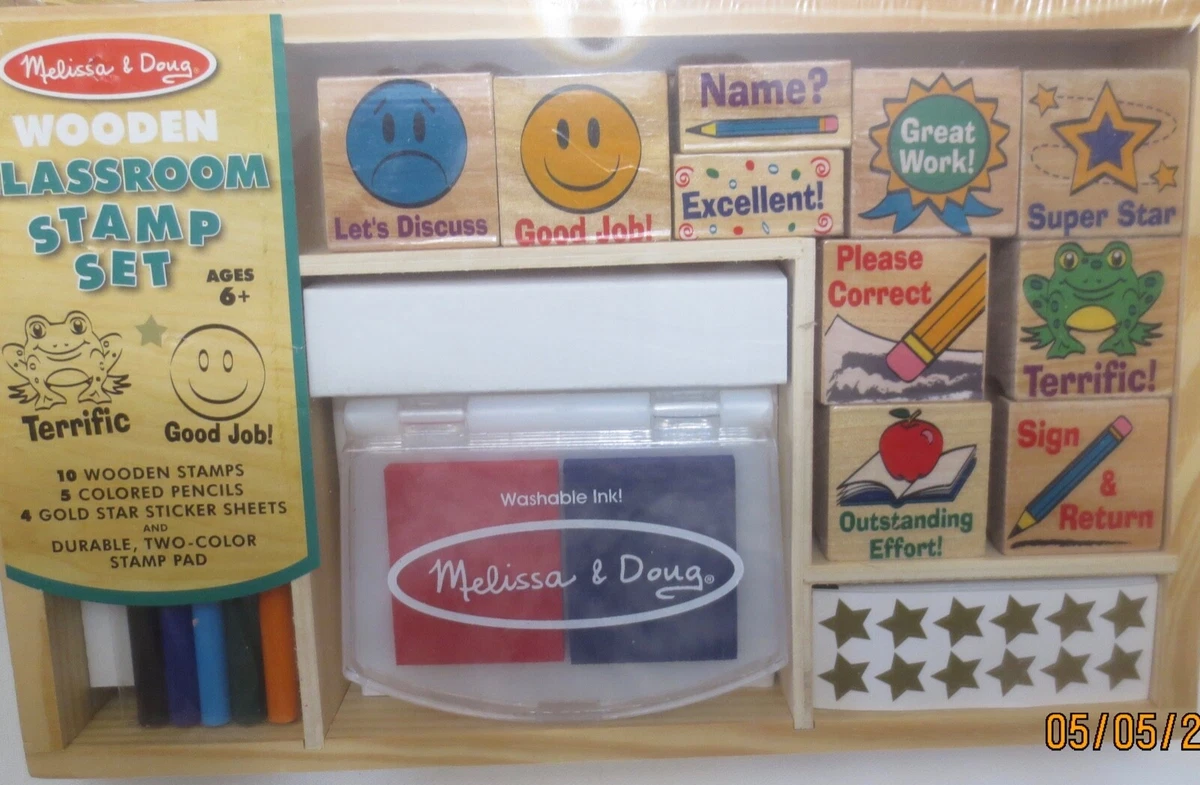 Melissa & Doug
WOODEN
LASSROOM
STAMP
SET
AGES
6+
Terrific
Good Job!
10 WOODEN STAMPS
5 COLORED PENCILS
4 GOLD STAR STICKER SHEETS
AND
DURABLE, TWO-COLOR
STAMP PAD
Let's Discuss
Good Job!
Name?
Excellent!
Great
Work!
Super Star
Please
Correct
Terrific!
Outstanding
Effort!
Sign
&
Return
Washable Ink!
Melissa & Doug®
05/05/2